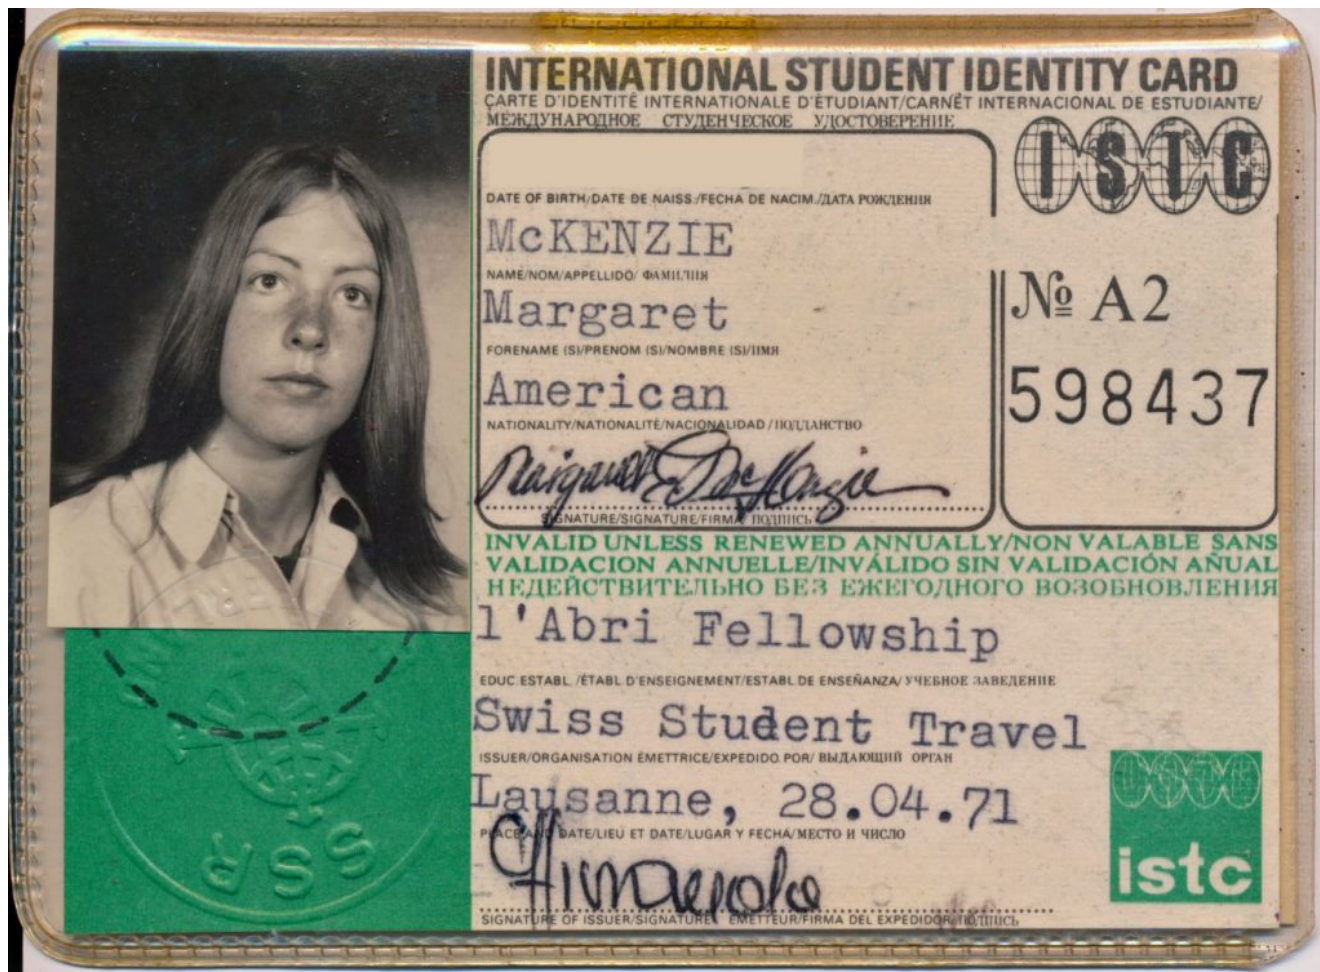 INTERNATIONAL STUDENT IDENTITY CARD
CARTE D'IDENTITÉ INTERNATIONALE D'ÉTUDIANT/CARNET INTERNACIONAL DE ESTUDIANTE/
МЕЖДУНАРОДНОЕ СТУДЕНЧЕСКОЕ УДОСТОВЕРЕНИЕ
ISTC
DATE OF BIRTH/DATE DE NAISS./FECHA DE NACIM./ДАТА РОЖДЕНИЯ
McKENZIE
NAME/NOM/APPELLIDO/ ФАМИЛИЯ
Margaret
FORENAME (S)/PRENOM (S)/NOMBRE (S)/ИМЯ
American
NATIONALITY/NATIONALITÉ/NACIONALIDAD/ПОДДАНСТВО
№ A2
598437
Margaret McKenzie
SIGNATURE/SIGNATURE/FIRMA/ ПОДПИСЬ
INVALID UNLESS RENEWED ANNUALLY/NON VALABLE SANS
VALIDACION ANNUELLE/INVÁLIDO SIN VALIDACIÓN AÑUAL
НЕДЕЙСТВИТЕЛЬНО БЕЗ ЕЖЕГОДНОГО ВОЗОБНОВЛЕНИЯ
l'Abri Fellowship
EDUC ESTABL./ÉTABL D'ENSEIGNEMENT/ESTABL DE ENSEÑANZA/ УЧЕБНОЕ ЗАВЕДЕНИЕ
Swiss Student Travel
ISSUER/ORGANISATION ÉMETTRICE/EXPEDIDO POR/ ВЫДАЮЩИЙ ОРГАН
Lausanne, 28.04.71
PLACE AND DATE/LIEU ET DATE/LUGAR Y FECHA/МЕСТО И ЧИСЛО
SIGNATURE OF ISSUER/SIGNATURE ÉMETTEUR/FIRMA DEL EXPEDIDOR/ПОДПИСЬ
istc
SSR